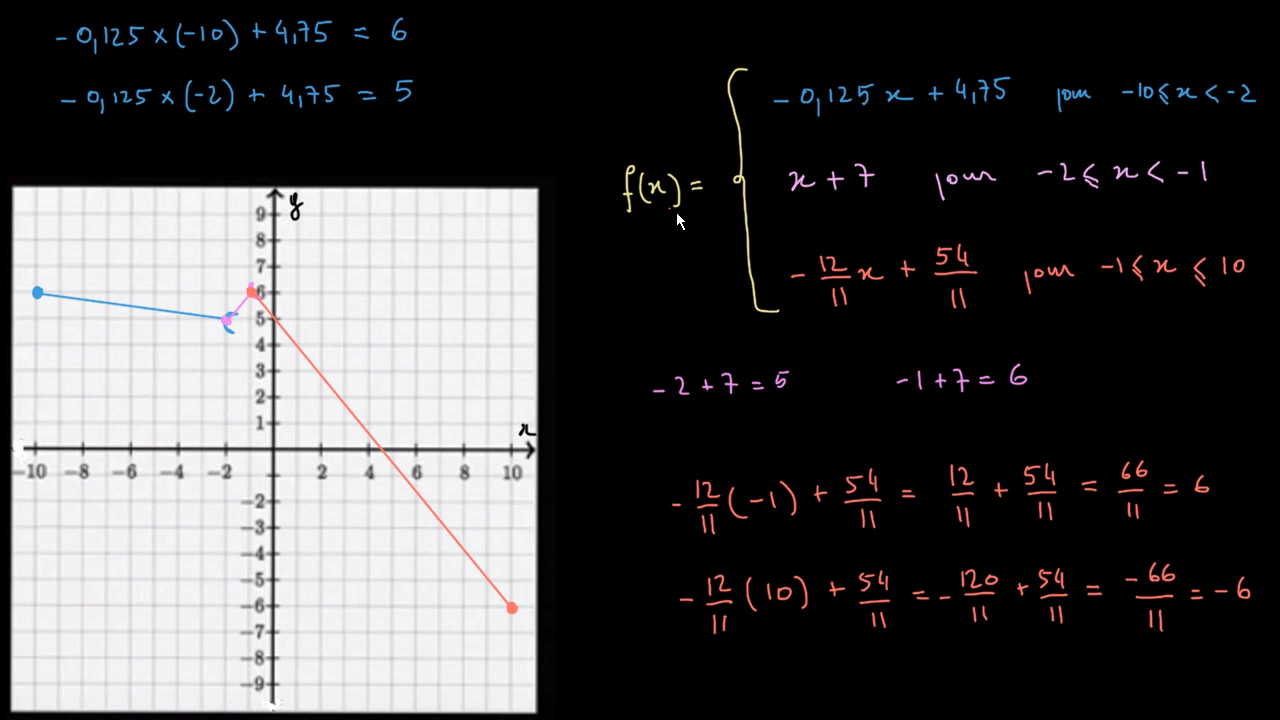 - 0,125 × (-10) + 4,75 = 6
- 0,125 × (-2) + 4,75 = 5
f(x) =
- 0,125 x + 4,75 pour -10 ⩽ x < -2
x + 7 pour -2 ⩽ x < -1
- 12/11 x + 54/11 pour -1 ⩽ x ⩽ 10
- 2 + 7 = 5 -1 + 7 = 6
- 12/11 (-1) + 54/11 = 12/11 + 54/11 = 66/11 = 6
- 12/11 (10) + 54/11 = - 120/11 + 54/11 = -66/11 = - 6
y
9
8
7
6
5
4
3
2
1
x
-10 -8 -6 -4 -2 2 4 6 8 10
-2
-3
-4
-5
-6
-7
-8
-9